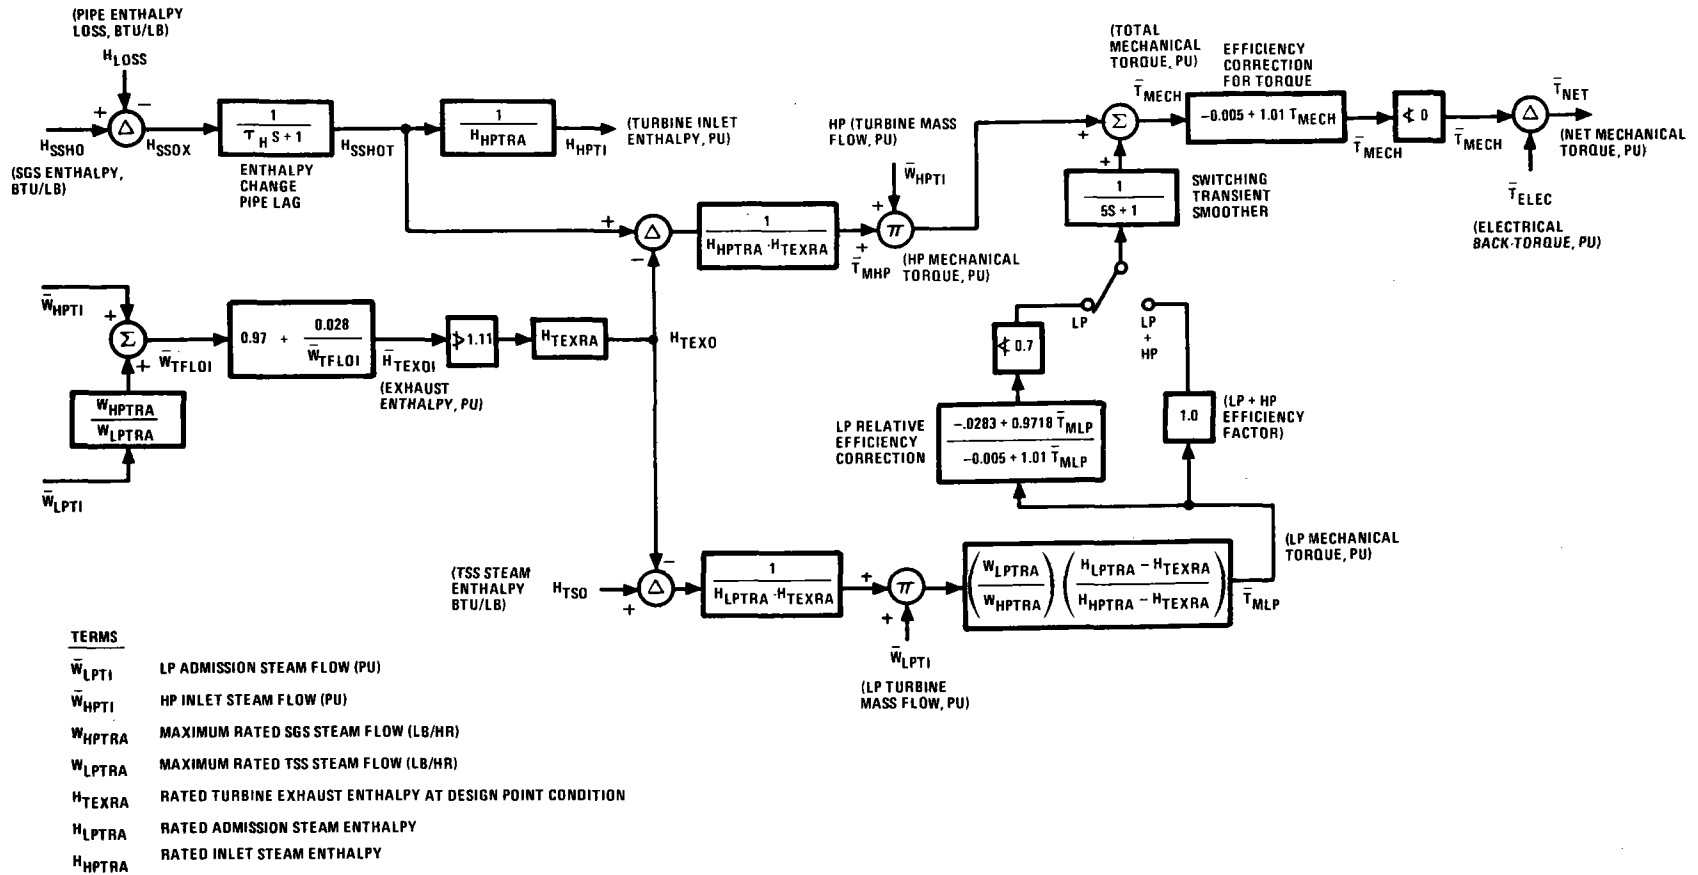 (PIPE ENTHALPY
LOSS, BTU/LB)
H_LOSS
+
−
Δ
H_SSHO
(SGS ENTHALPY,
BTU/LB)
H_SSOX
1
τ_H S + 1
ENTHALPY
CHANGE
PIPE LAG
H_SSHOT
1
H_HPTRA
H_HPTI
(TURBINE INLET
ENTHALPY, PU)
+
−
Δ
1
H_HPTRA · H_TEXRA
+
T̄_MHP
HP (TURBINE MASS
FLOW, PU)
W̄_HPTI
+
π
(HP MECHANICAL
TORQUE, PU)
(TOTAL
MECHANICAL
TORQUE, PU)
T̄_MECH
+
Σ
+
EFFICIENCY
CORRECTION
FOR TORQUE
-0.005 + 1.01 T_MECH
T̄_MECH
∢ 0
T̄_MECH
Δ
T̄_NET
(NET MECHANICAL
TORQUE, PU)
T̄_ELEC
(ELECTRICAL
BACK-TORQUE, PU)
1
5S + 1
SWITCHING
TRANSIENT
SMOOTHER
LP
LP
+
HP
∢ 0.7
1.0
(LP + HP
EFFICIENCY
FACTOR)
LP RELATIVE
EFFICIENCY
CORRECTION
-.0283 + 0.9718 T̄_MLP
-0.005 + 1.01 T̄_MLP
W̄_HPTI
+
Σ
+
W̄_TFLOI
0.97 + 0.028
W̄_TFLOI
H̄_TEXOI
(EXHAUST
ENTHALPY, PU)
≯ 1.11
H_TEXRA
H_TEXO
W_HPTRA
W_LPTRA
W̄_LPTI
(TSS STEAM
ENTHALPY
BTU/LB)
H_TSO
−
+
Δ
1
H_LPTRA · H_TEXRA
+
π
+
W̄_LPTI
(LP TURBINE
MASS FLOW, PU)
(W_LPTRA / W_HPTRA) (H_LPTRA − H_TEXRA / H_HPTRA − H_TEXRA)
T̄_MLP
(LP MECHANICAL
TORQUE, PU)
TERMS
W̄_LPTI LP ADMISSION STEAM FLOW (PU)
W̄_HPTI HP INLET STEAM FLOW (PU)
W_HPTRA MAXIMUM RATED SGS STEAM FLOW (LB/HR)
W_LPTRA MAXIMUM RATED TSS STEAM FLOW (LB/HR)
H_TEXRA RATED TURBINE EXHAUST ENTHALPY AT DESIGN POINT CONDITION
H_LPTRA RATED ADMISSION STEAM ENTHALPY
H_HPTRA RATED INLET STEAM ENTHALPY